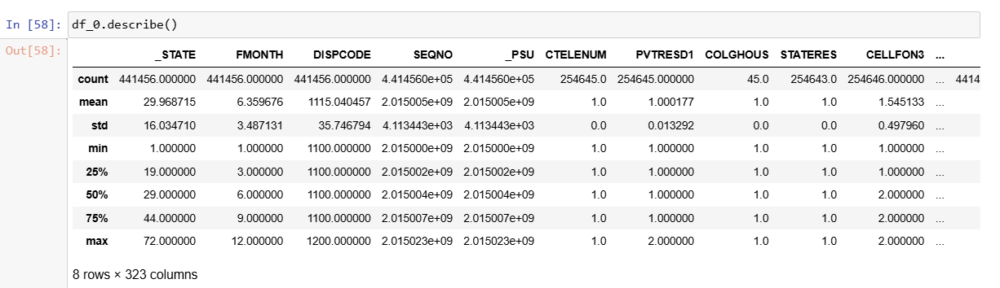 In [58]: df_0.describe()
Out[58]:
_STATE FMONTH DISPCODE SEQNO _PSU CTELENUM PVTRESD1 COLGHOUS STATERES CELLFON3 ...
count 441456.000000 441456.000000 441456.000000 4.414560e+05 4.414560e+05 254645.0 254645.000000 45.0 254643.0 254646.000000 ... 4414
mean 29.968715 6.359676 1115.040457 2.015005e+09 2.015005e+09 1.0 1.000177 1.0 1.0 1.545133 ...
std 16.034710 3.487131 35.746794 4.113443e+03 4.113443e+03 0.0 0.013292 0.0 0.0 0.497960 ...
min 1.000000 1.000000 1100.000000 2.015000e+09 2.015000e+09 1.0 1.000000 1.0 1.0 1.000000 ...
25% 19.000000 3.000000 1100.000000 2.015002e+09 2.015002e+09 1.0 1.000000 1.0 1.0 1.000000 ...
50% 29.000000 6.000000 1100.000000 2.015004e+09 2.015004e+09 1.0 1.000000 1.0 1.0 2.000000 ...
75% 44.000000 9.000000 1100.000000 2.015007e+09 2.015007e+09 1.0 1.000000 1.0 1.0 2.000000 ...
max 72.000000 12.000000 1200.000000 2.015023e+09 2.015023e+09 1.0 2.000000 1.0 1.0 2.000000 ...
8 rows × 323 columns